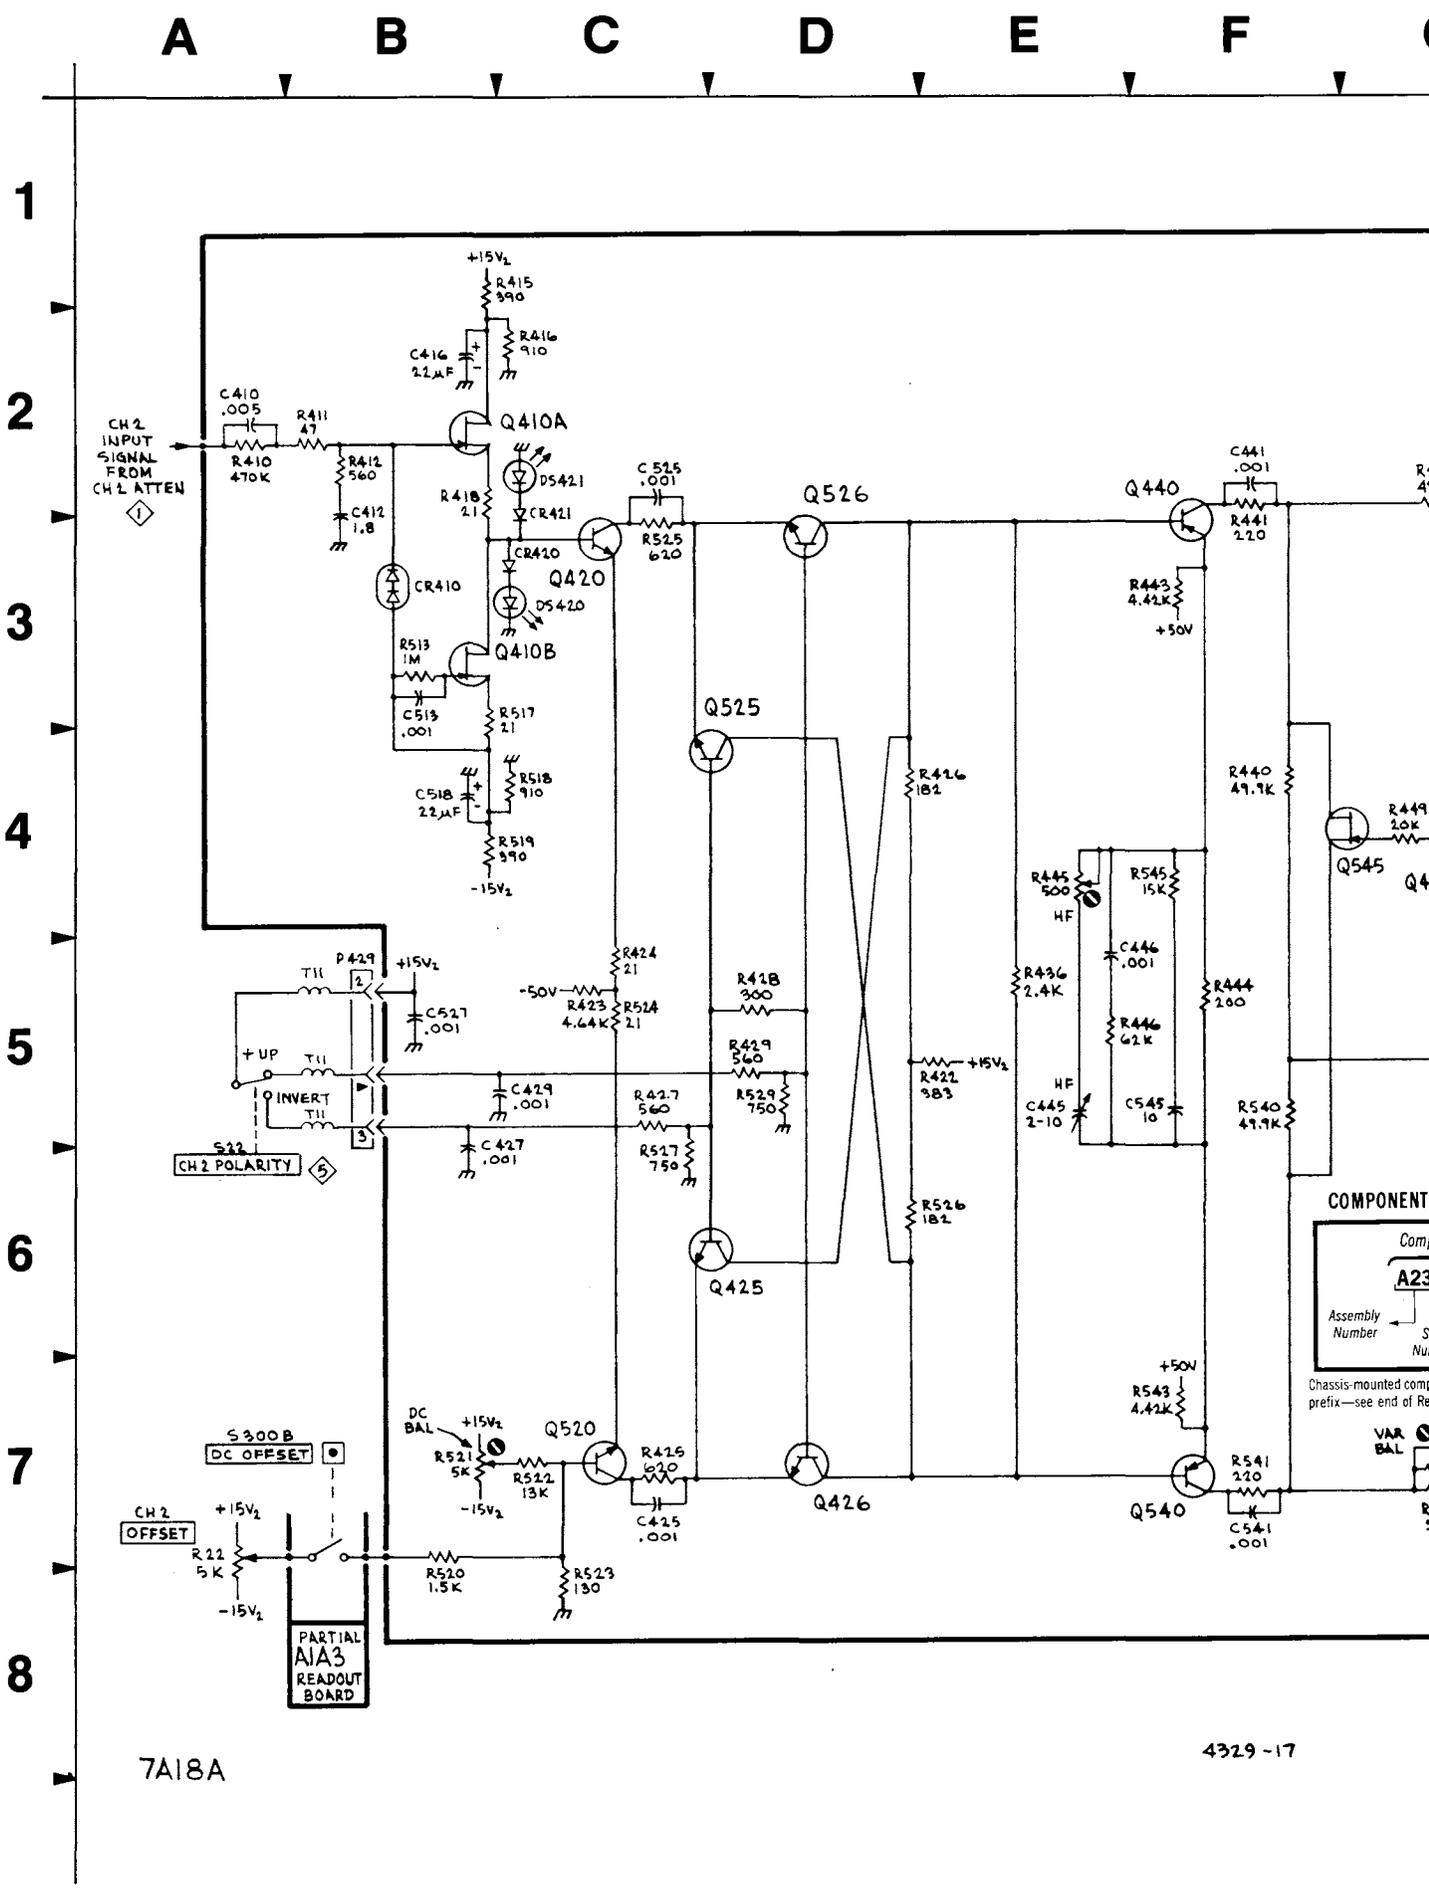 A B C D E F
1
+15V2
R415
390
C416
22µF
+
-
R416
910
2
C410
.005
R411
47
CH 2
INPUT
SIGNAL
FROM
CH 2 ATTEN
1
R410
470K
R412
560
C412
1.8
Q410A
R418
21
DS421
CR421
C525
.001
R525
620
Q526
Q440
C441
.001
R441
220
CR420
Q420
DS420
3
CR410
R513
1M
C513
.001
Q410B
R517
21
Q525
R443
4.42K
+50V
4
C518
22µF
+
-
R518
910
R519
390
-15V2
R426
182
R440
49.9K
R449
20K
Q545
R445
500
HF
R545
15K
P429
2
+15V2
T11
R424
21
-50V
R423
4.64K
R524
21
R428
300
R436
2.4K
C446
.001
R444
200
5
C527
.001
+ UP
T11
INVERT
T11
3
C429
.001
R427
560
R429
560
R529
750
R422
383
+15V2
R446
62K
HF
C445
2-10
C545
10
R540
49.9K
S22
CH 2 POLARITY
5
C427
.001
R527
750
6
R526
182
Q425
COMPONENT
A23
Assembly
Number
Chassis-mounted
prefix—see end of
+50V
R543
4.42K
7
DC
BAL
+15V2
R521
5K
-15V2
R522
13K
Q520
R425
620
C425
.001
Q426
Q540
R541
220
C541
.001
VAR
BAL
S300B
DC OFFSET
CH 2
OFFSET
+15V2
R22
5K
-15V2
R520
1.5K
R523
130
8
PARTIAL
A1A3
READOUT
BOARD
7A18A
4329-17